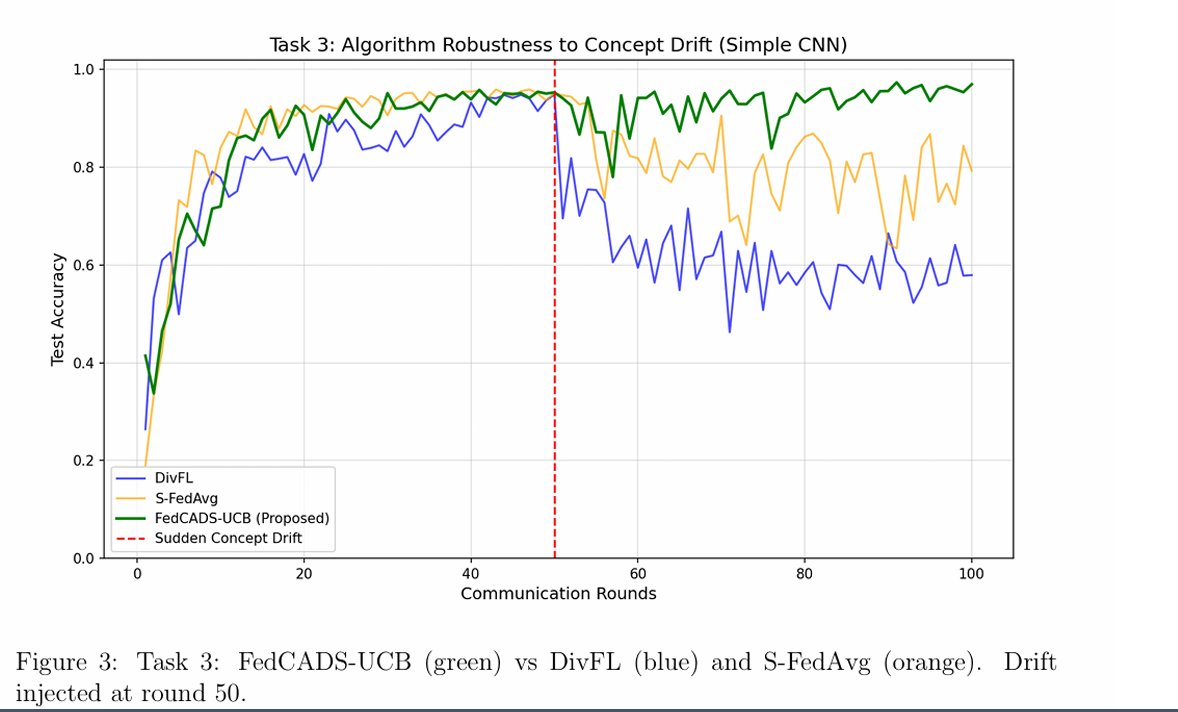 Task 3: Algorithm Robustness to Concept Drift (Simple CNN)
1.0
0.8
0.6
0.4
0.2
0.0
Test Accuracy
DivFL
S-FedAvg
FedCADS-UCB (Proposed)
Sudden Concept Drift
0 20 40 60 80 100
Communication Rounds
Figure 3: Task 3: FedCADS-UCB (green) vs DivFL (blue) and S-FedAvg (orange). Drift
injected at round 50.